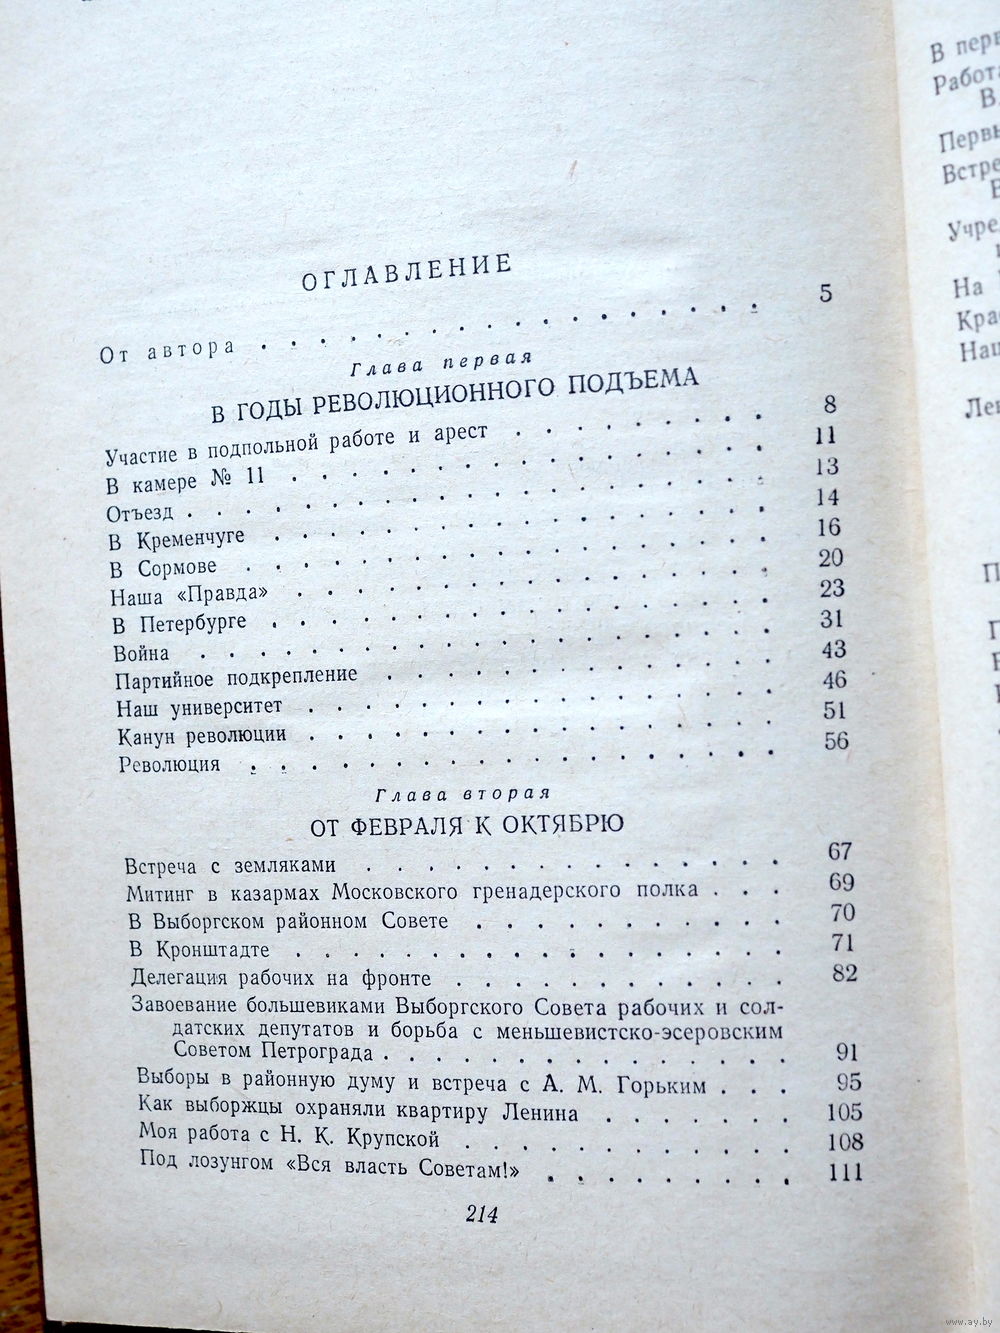 ОГЛАВЛЕНИЕ
От автора . . . . . . . . . . . . . . . . . . 5
Глава первая
В ГОДЫ РЕВОЛЮЦИОННОГО ПОДЪЕМА
Участие в подпольной работе и арест . . . . . . . . 8
В камере № 11 . . . . . . . . . . . . . . . . 11
Отъезд . . . . . . . . . . . . . . . . . . . . 13
В Кременчуге . . . . . . . . . . . . . . . . . 14
В Сормове . . . . . . . . . . . . . . . . . . 16
Наша «Правда» . . . . . . . . . . . . . . . . 20
В Петербурге . . . . . . . . . . . . . . . . . 23
Война . . . . . . . . . . . . . . . . . . . . 31
Партийное подкрепление . . . . . . . . . . . . . 43
Наш университет . . . . . . . . . . . . . . . . 46
Канун революции . . . . . . . . . . . . . . . . 51
Революция . . . . . . . . . . . . . . . . . . 56
Глава вторая
ОТ ФЕВРАЛЯ К ОКТЯБРЮ
Встреча с земляками . . . . . . . . . . . . . . 67
Митинг в казармах Московского гренадерского полка . . . 69
В Выборгском районном Совете . . . . . . . . . . 70
В Кронштадте . . . . . . . . . . . . . . . . . 71
Делегация рабочих на фронте . . . . . . . . . . . 82
Завоевание большевиками Выборгского Совета рабочих и сол-
датских депутатов и борьба с меньшевистско-эсеровским
Советом Петрограда . . . . . . . . . . . . . . 91
Выборы в районную думу и встреча с А. М. Горьким . . . 95
Как выборжцы охраняли квартиру Ленина . . . . . . . 105
Моя работа с Н. К. Крупской . . . . . . . . . . . 108
Под лозунгом «Вся власть Советам!» . . . . . . . . . 111
214
В
На
www.ay.by